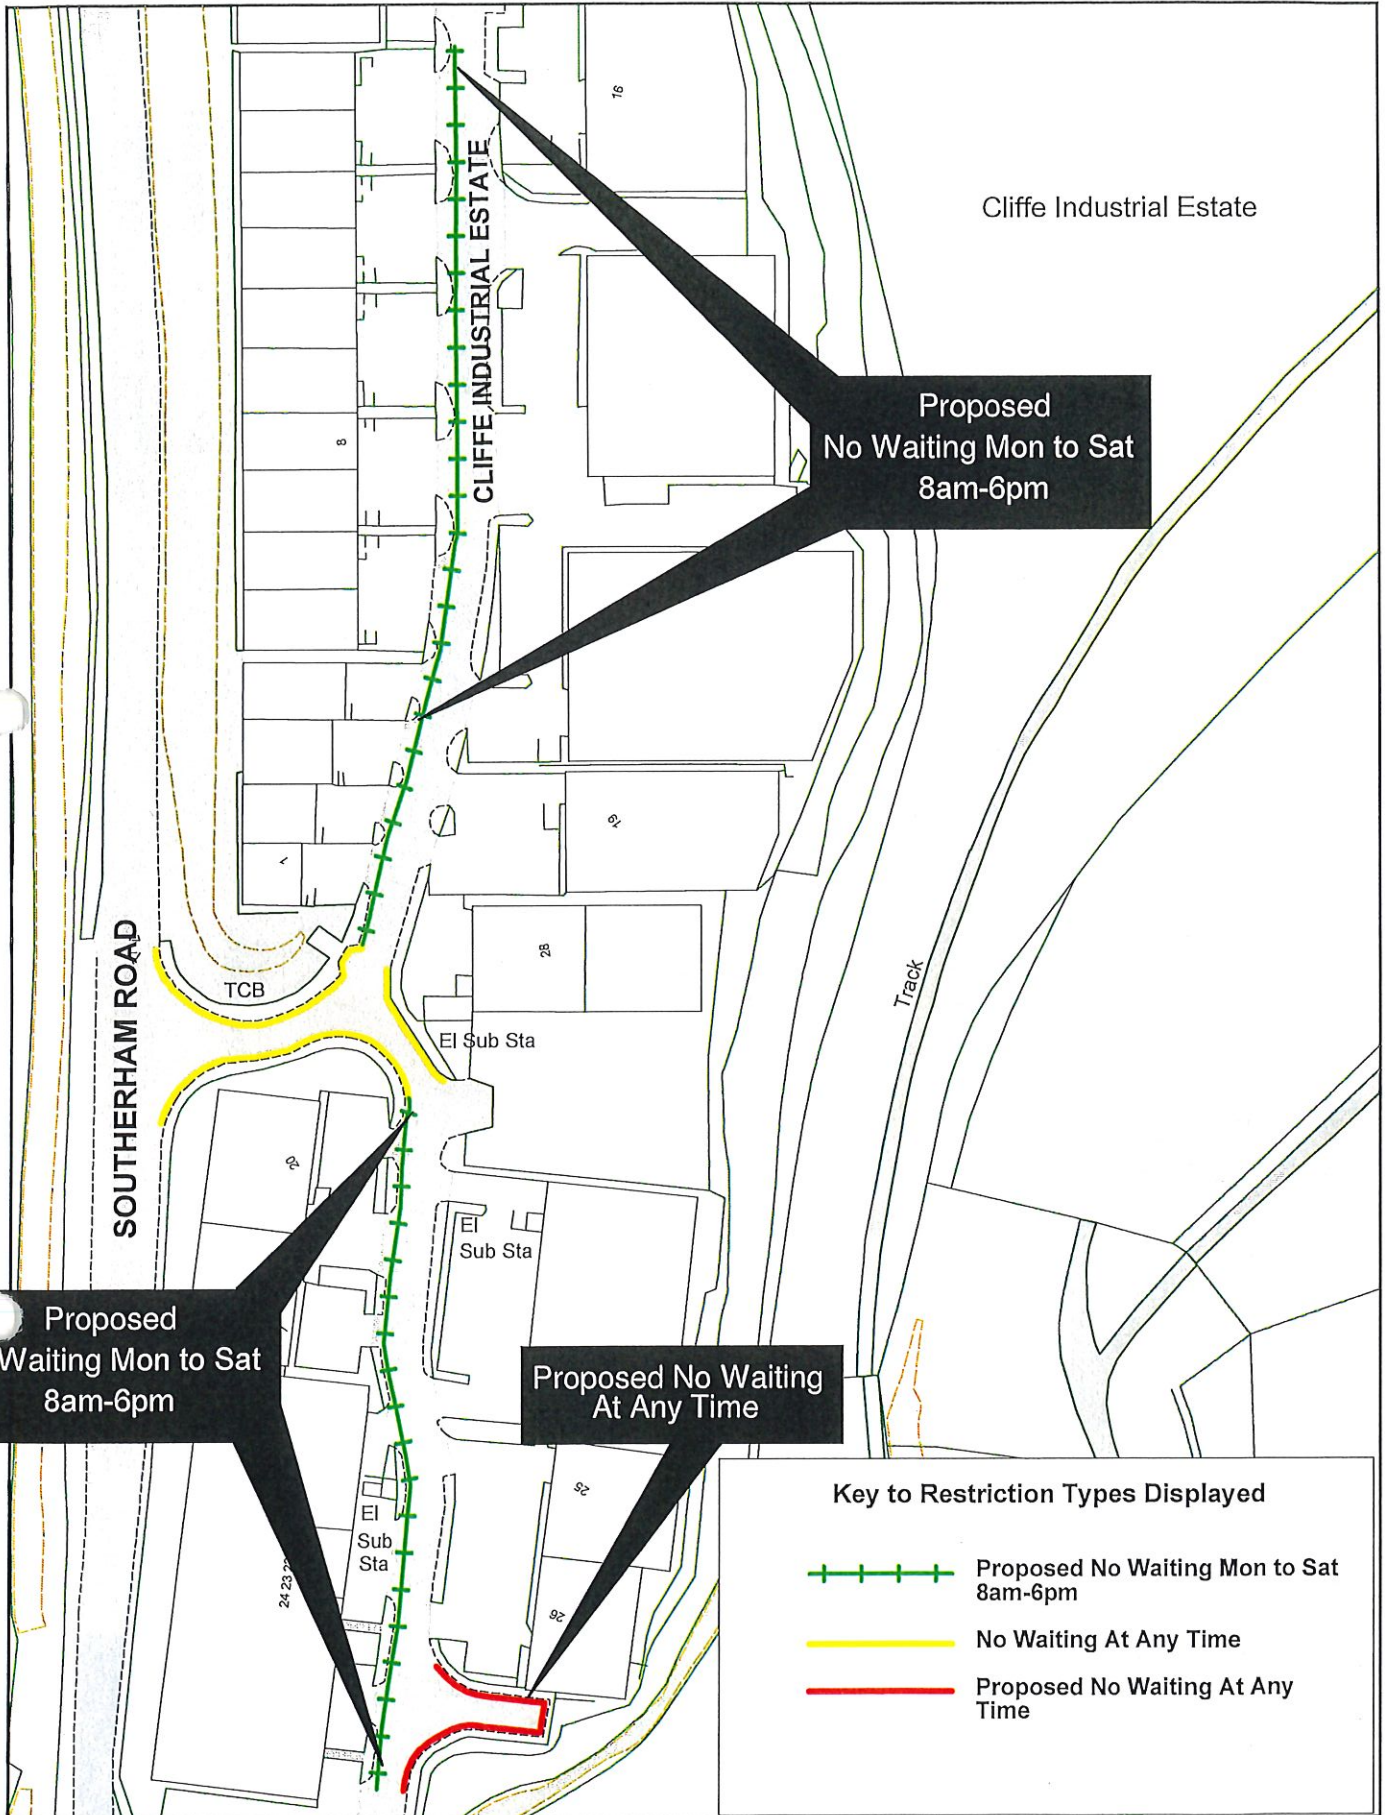 16
Cliffe Industrial Estate
CLIFFE INDUSTRIAL ESTATE
Proposed
No Waiting Mon to Sat
8am-6pm
8
19
1
SOUTHERHAM ROAD
28
TCB
Track
El Sub Sta
20
El
Sub Sta
Proposed
Waiting Mon to Sat
8am-6pm
Proposed No Waiting
At Any Time
25
El
Sub
Sta
24 23
26
Key to Restriction Types Displayed
Proposed No Waiting Mon to Sat
8am-6pm
No Waiting At Any Time
Proposed No Waiting At Any
Time